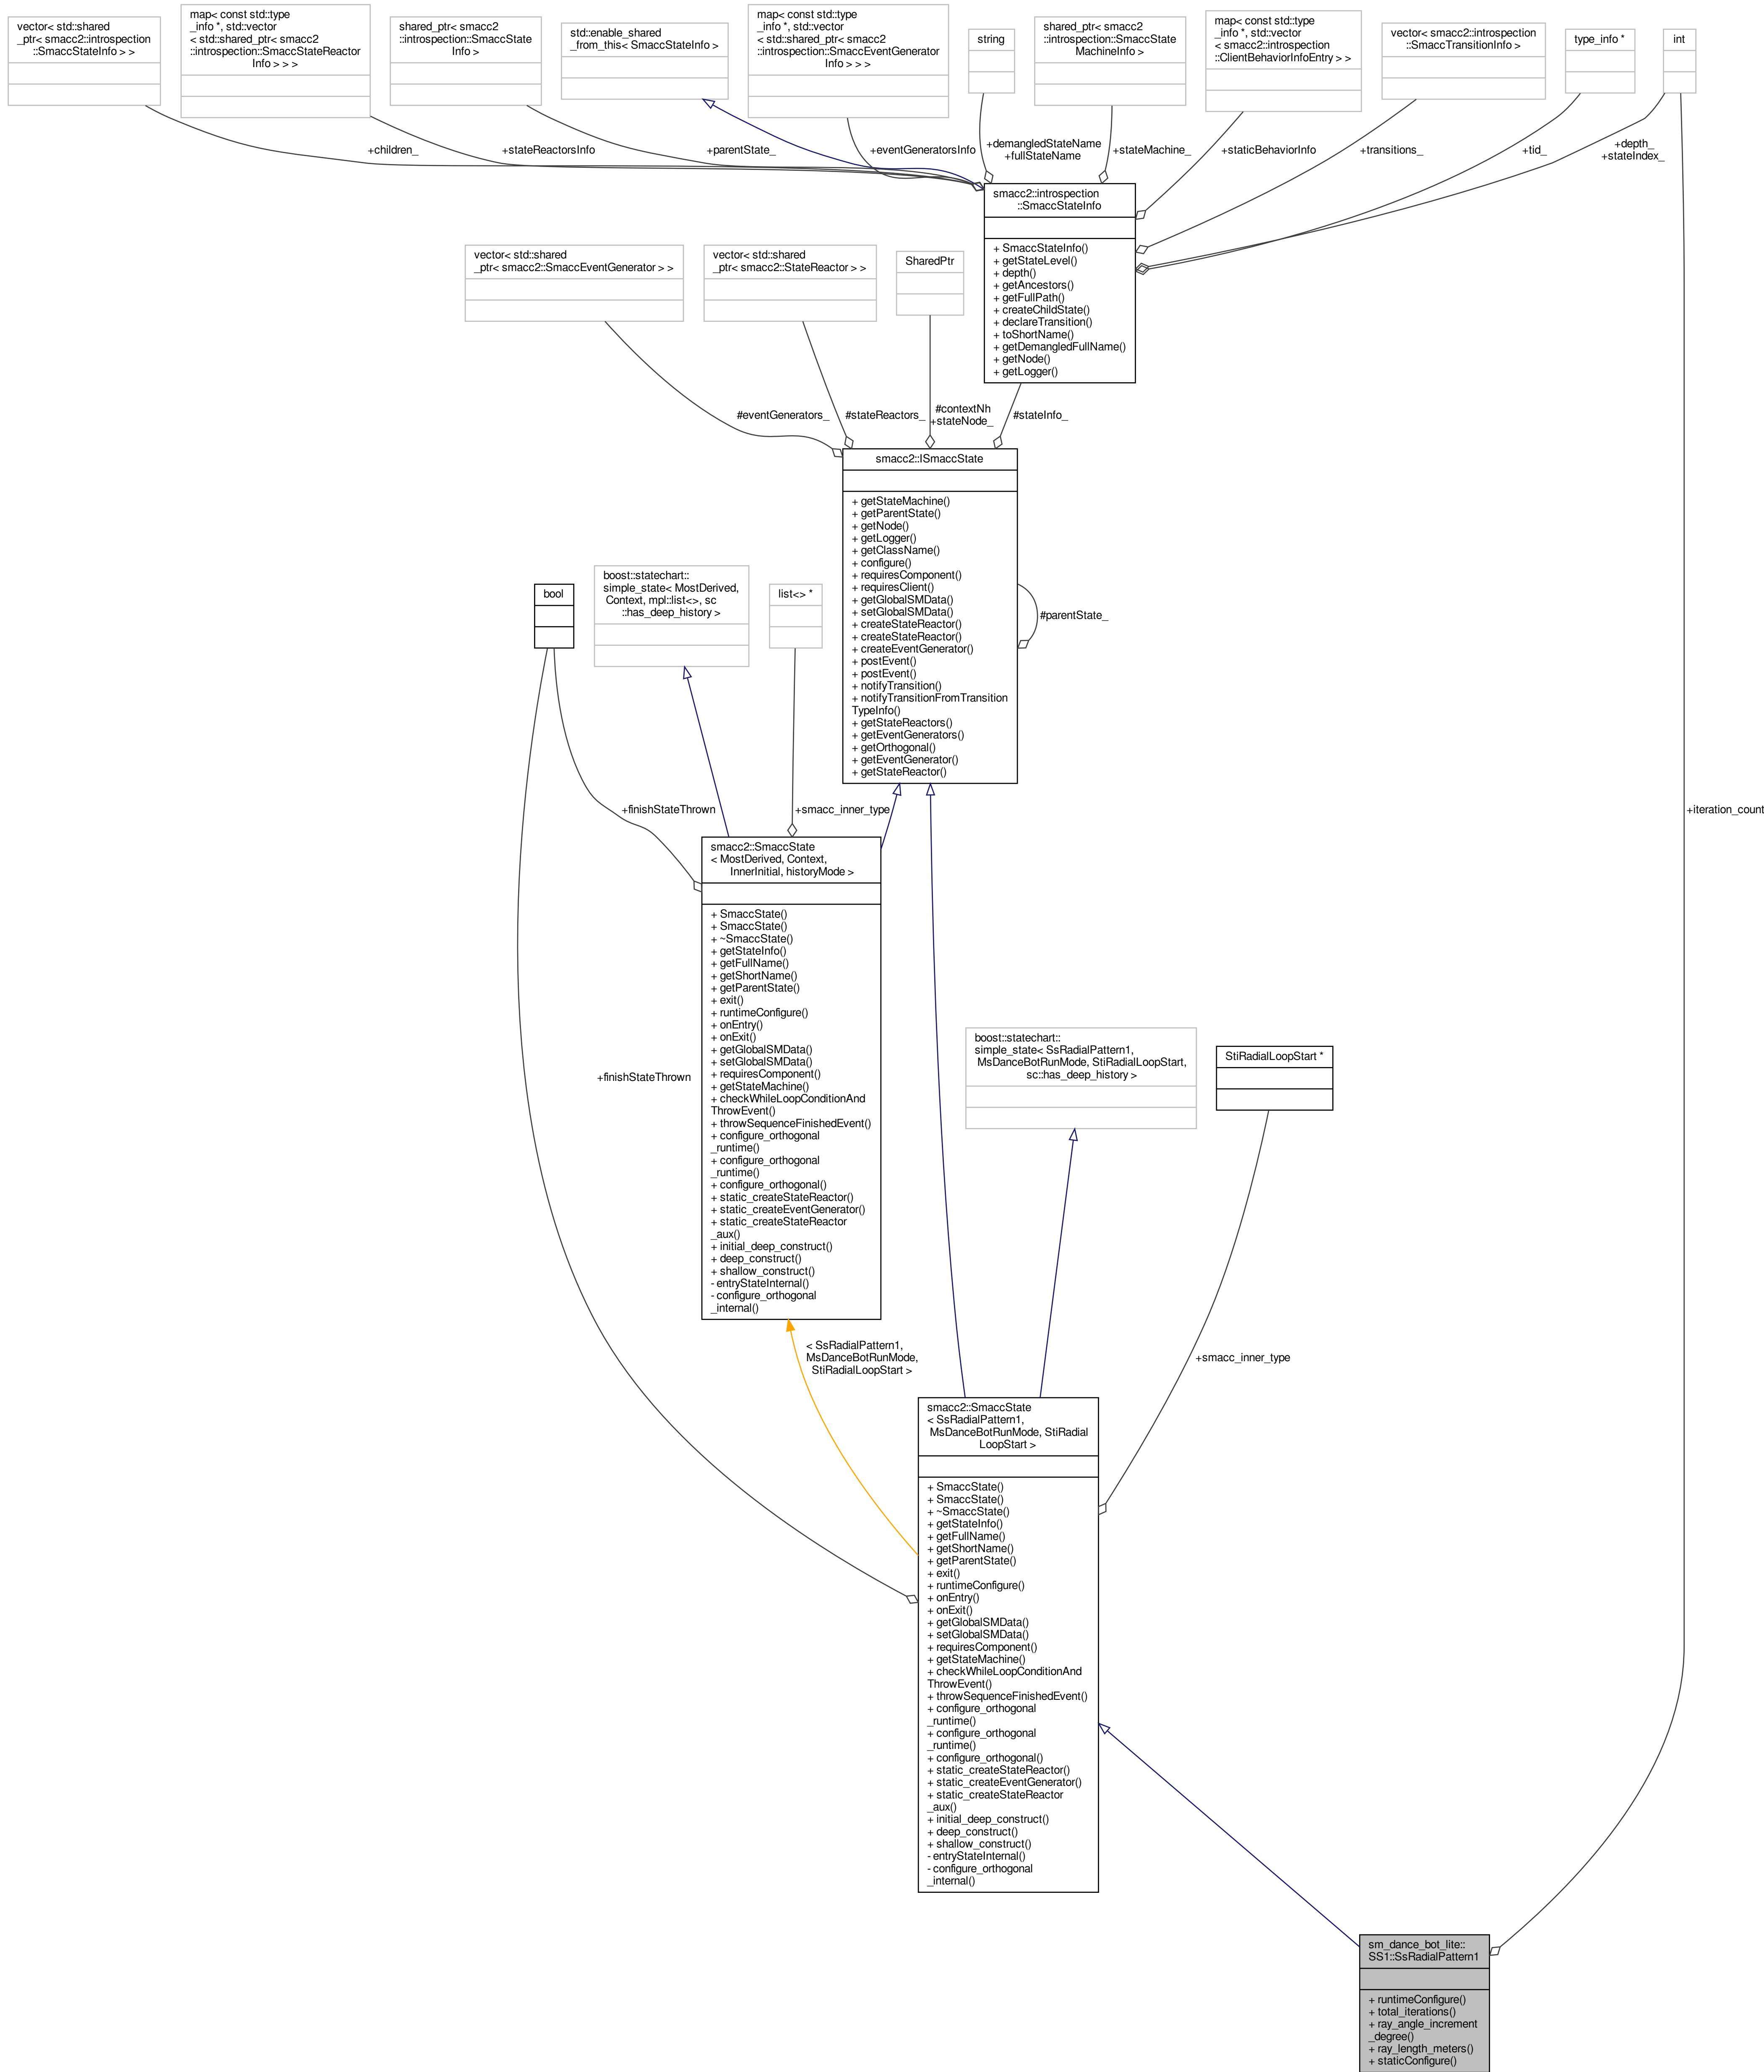 vector< std::shared
_ptr< smacc2::introspection
::SmaccStateInfo > >
map< const std::type
_info *, std::vector
< std::shared_ptr< smacc2
::introspection::SmaccStateReactor
Info > > >
shared_ptr< smacc2
::introspection::SmaccState
Info >
std::enable_shared
_from_this< SmaccStateInfo >
map< const std::type
_info *, std::vector
< std::shared_ptr< smacc2
::introspection::SmaccEventGenerator
Info > > >
string
shared_ptr< smacc2
::introspection::SmaccState
MachineInfo >
map< const std::type
_info *, std::vector
< smacc2::introspection
::ClientBehaviorInfoEntry > >
vector< smacc2::introspection
::SmaccTransitionInfo >
type_info *
int
+children_
+stateReactorsInfo
+parentState_
+eventGeneratorsInfo
+demangledStateName
+fullStateName
+stateMachine_
+staticBehaviorInfo
+transitions_
+tid_
+depth_
+stateIndex_
smacc2::introspection
::SmaccStateInfo
+ SmaccStateInfo()
+ getStateLevel()
+ depth()
+ getAncestors()
+ getFullPath()
+ createChildState()
+ declareTransition()
+ toShortName()
+ getDemangledFullName()
+ getNode()
+ getLogger()
vector< std::shared
_ptr< smacc2::SmaccEventGenerator > >
vector< std::shared
_ptr< smacc2::StateReactor > >
SharedPtr
#eventGenerators_
#stateReactors_
#contextNh
+stateNode_
#stateInfo_
smacc2::ISmaccState
+ getStateMachine()
+ getParentState()
+ getNode()
+ getLogger()
+ getClassName()
+ configure()
+ requiresComponent()
+ requiresClient()
+ getGlobalSMData()
+ setGlobalSMData()
+ createStateReactor()
+ createStateReactor()
+ createEventGenerator()
+ postEvent()
+ postEvent()
+ notifyTransition()
+ notifyTransitionFromTransition
TypeInfo()
+ getStateReactors()
+ getEventGenerators()
+ getOrthogonal()
+ getEventGenerator()
+ getStateReactor()
#parentState_
bool
boost::statechart::
simple_state< MostDerived,
Context, mpl::list<>, sc
::has_deep_history >
list<> *
+finishStateThrown
+smacc_inner_type
+iteration_count
smacc2::SmaccState
< MostDerived, Context,
InnerInitial, historyMode >
+ SmaccState()
+ SmaccState()
+ ~SmaccState()
+ getStateInfo()
+ getFullName()
+ getShortName()
+ getParentState()
+ exit()
+ runtimeConfigure()
+ onEntry()
+ onExit()
+ getGlobalSMData()
+ setGlobalSMData()
+ requiresComponent()
+ getStateMachine()
+ checkWhileLoopConditionAnd
ThrowEvent()
+ throwSequenceFinishedEvent()
+ configure_orthogonal
_runtime()
+ configure_orthogonal
_runtime()
+ configure_orthogonal()
+ static_createStateReactor()
+ static_createEventGenerator()
+ static_createStateReactor
_aux()
+ initial_deep_construct()
+ deep_construct()
+ shallow_construct()
- entryStateInternal()
- configure_orthogonal
_internal()
+finishStateThrown
boost::statechart::
simple_state< SsRadialPattern1,
MsDanceBotRunMode, StiRadialLoopStart,
sc::has_deep_history >
StiRadialLoopStart *
< SsRadialPattern1,
MsDanceBotRunMode,
StiRadialLoopStart >
+smacc_inner_type
smacc2::SmaccState
< SsRadialPattern1,
MsDanceBotRunMode, StiRadial
LoopStart >
+ SmaccState()
+ SmaccState()
+ ~SmaccState()
+ getStateInfo()
+ getFullName()
+ getShortName()
+ getParentState()
+ exit()
+ runtimeConfigure()
+ onEntry()
+ onExit()
+ getGlobalSMData()
+ setGlobalSMData()
+ requiresComponent()
+ getStateMachine()
+ checkWhileLoopConditionAnd
ThrowEvent()
+ throwSequenceFinishedEvent()
+ configure_orthogonal
_runtime()
+ configure_orthogonal
_runtime()
+ configure_orthogonal()
+ static_createStateReactor()
+ static_createEventGenerator()
+ static_createStateReactor
_aux()
+ initial_deep_construct()
+ deep_construct()
+ shallow_construct()
- entryStateInternal()
- configure_orthogonal
_internal()
sm_dance_bot_lite::
SS1::SsRadialPattern1
+ runtimeConfigure()
+ total_iterations()
+ ray_angle_increment
_degree()
+ ray_length_meters()
+ staticConfigure()